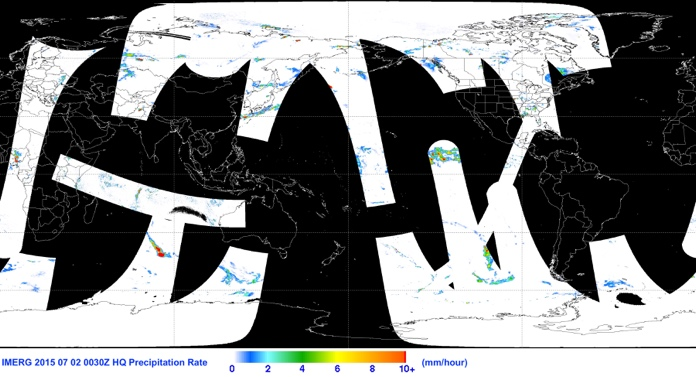 IMERG 2015 07 02 0030Z HQ Precipitation Rate
0 2 4 6 8 10+ (mm/hour)